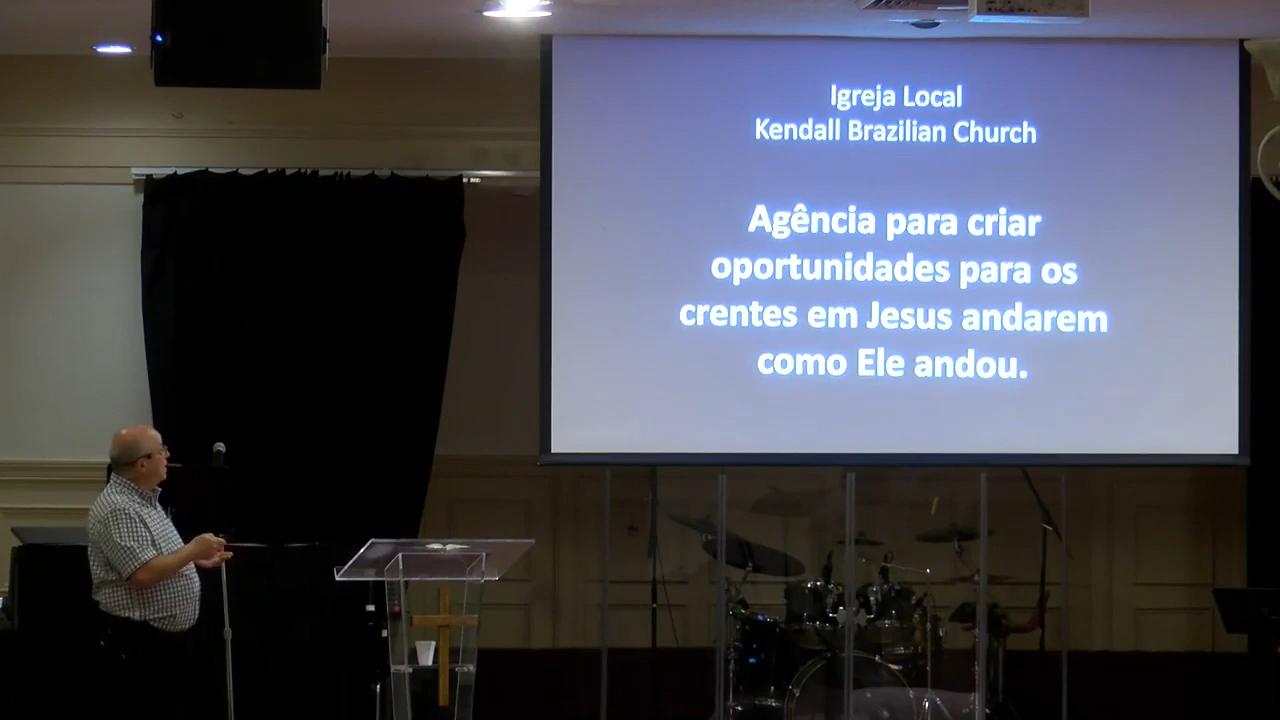 Igreja Local
Kendall Brazilian Church
Agência para criar
oportunidades para os
crentes em Jesus andarem
como Ele andou.